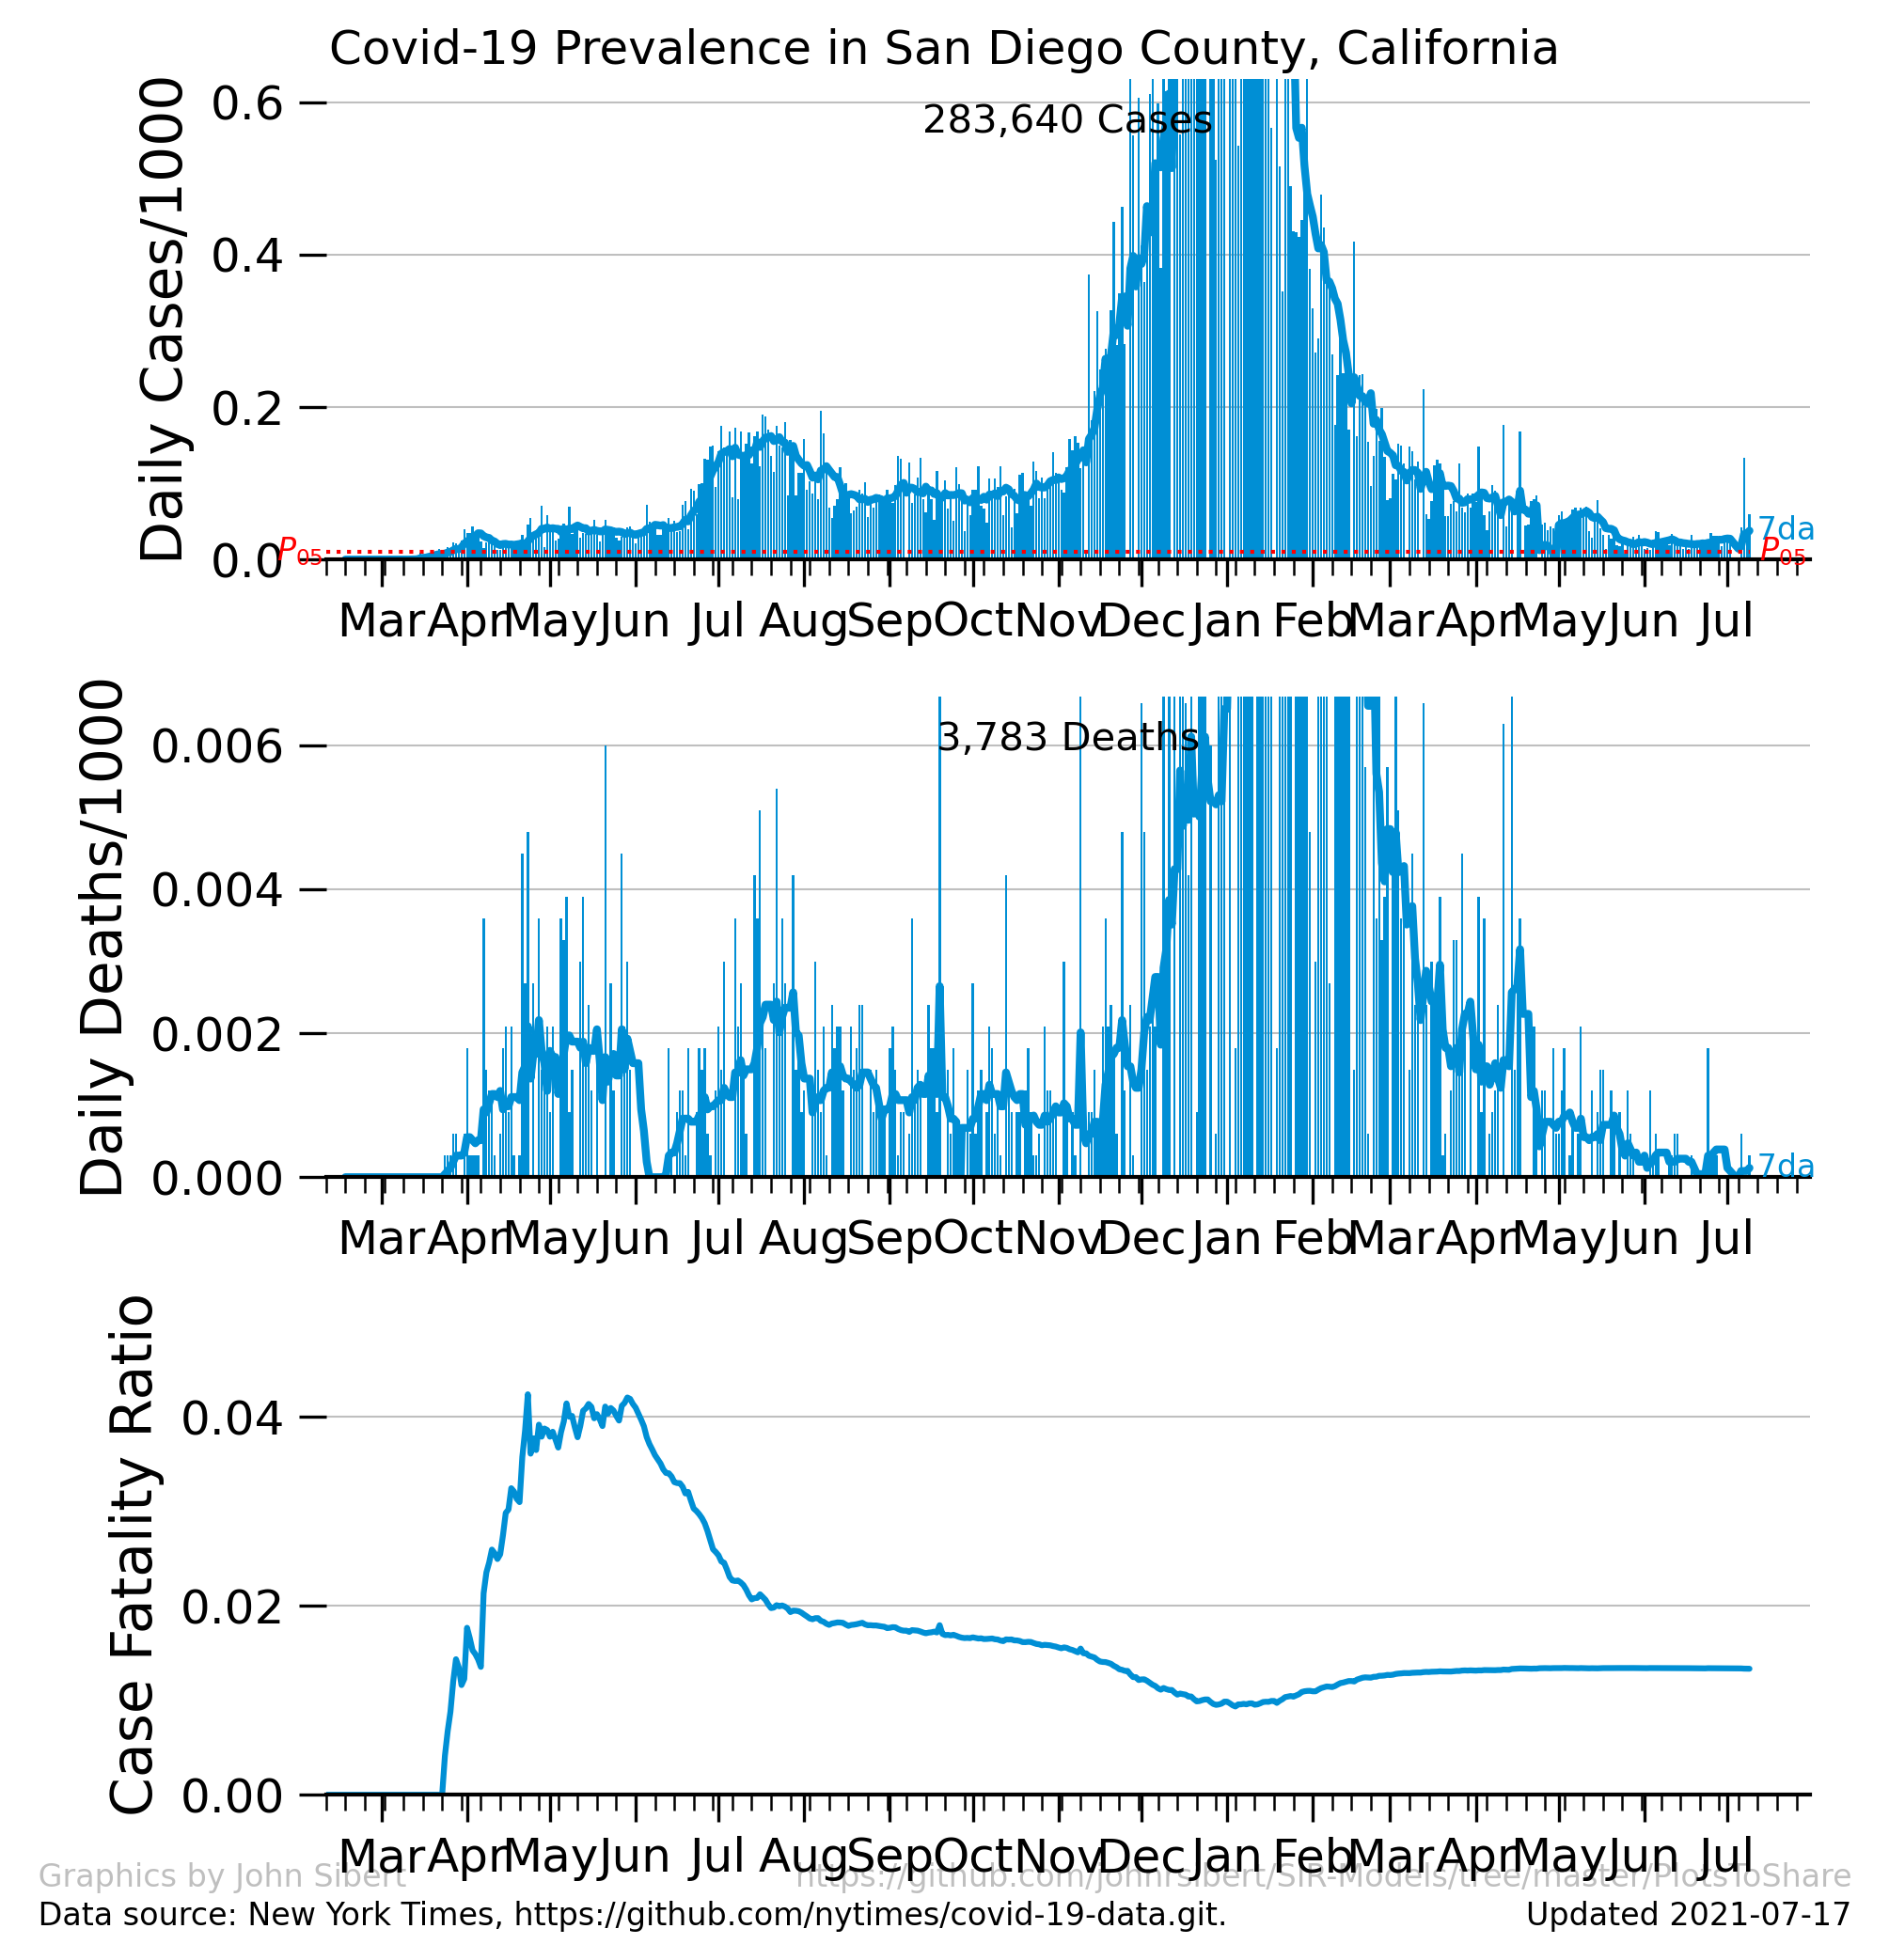 Covid-19 Prevalence in San Diego County, California
Daily Cases/1000
0.6
0.4
0.2
0.0
283,640 Cases
P05
7da
P05
Mar Apr May Jun Jul Aug Sep Oct Nov Dec Jan Feb Mar Apr May Jun Jul
Daily Deaths/1000
0.006
0.004
0.002
0.000
3,783 Deaths
7da
Mar Apr May Jun Jul Aug Sep Oct Nov Dec Jan Feb Mar Apr May Jun Jul
Case Fatality Ratio
0.04
0.02
0.00
Mar Apr May Jun Jul Aug Sep Oct Nov Dec Jan Feb Mar Apr May Jun Jul
Graphics by John Sibert https://github.com/johnrsibert/SIR-Models/tree/master/PlotsToShare
Data source: New York Times, https://github.com/nytimes/covid-19-data.git. Updated 2021-07-17